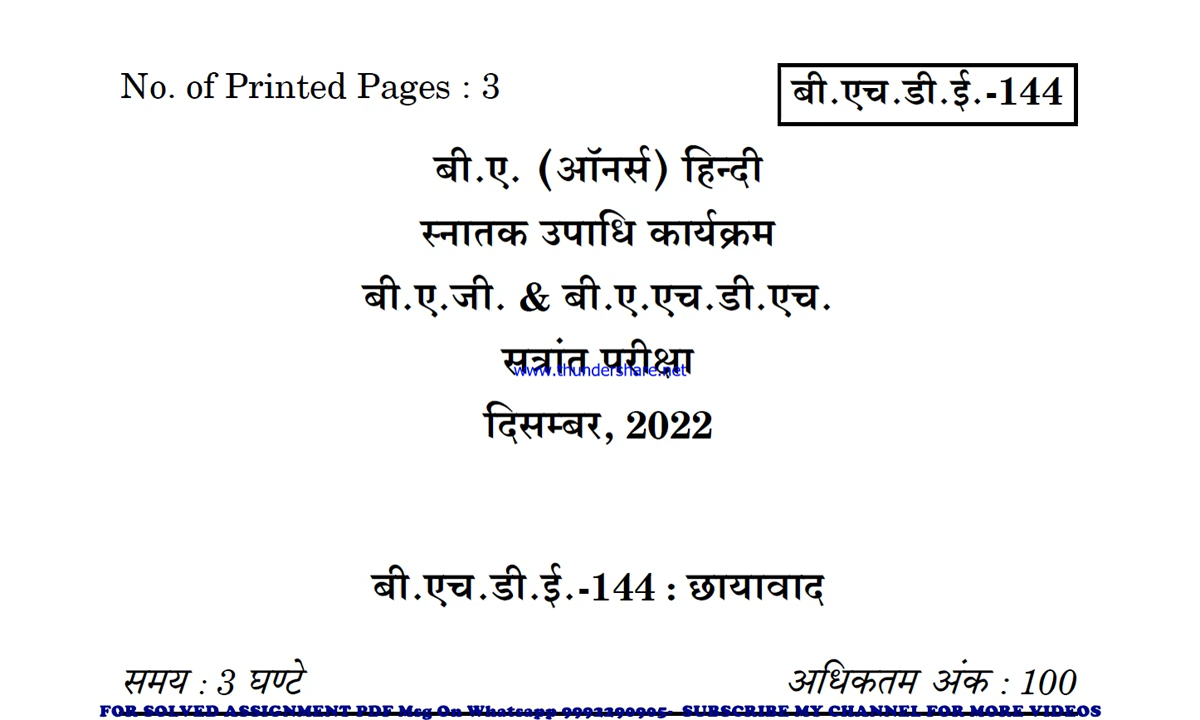 No. of Printed Pages : 3
बी.एच.डी.ई.-144
बी.ए. (ऑनर्स) हिन्दी
स्नातक उपाधि कार्यक्रम
बी.ए.जी. & बी.ए.एच.डी.एच.
सत्रांत परीक्षा
www.thundershare.net
दिसम्बर, 2022
बी.एच.डी.ई.-144 : छायावाद
समय : 3 घण्टे
अधिकतम अंक : 100
FOR SOLVED ASSIGNMENT PDF Msg On Whatsapp 9992290905- SUBSCRIBE MY CHANNEL FOR MORE VIDEOS